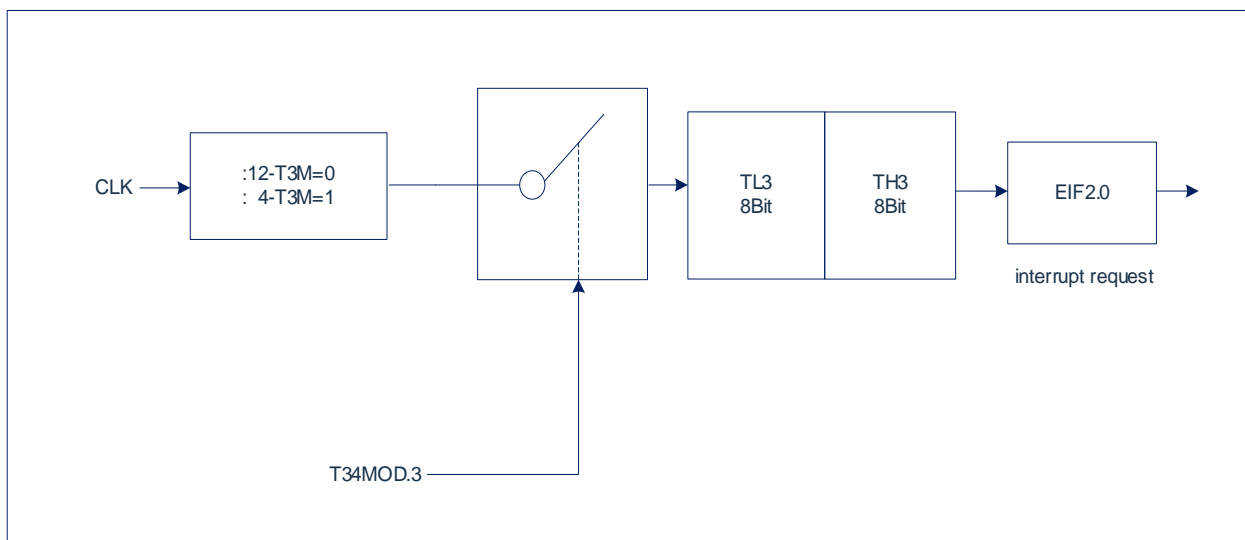 CLK
:12-T3M=0
: 4-T3M=1
TL3
8Bit
TH3
8Bit
EIF2.0
interrupt request
T34MOD.3